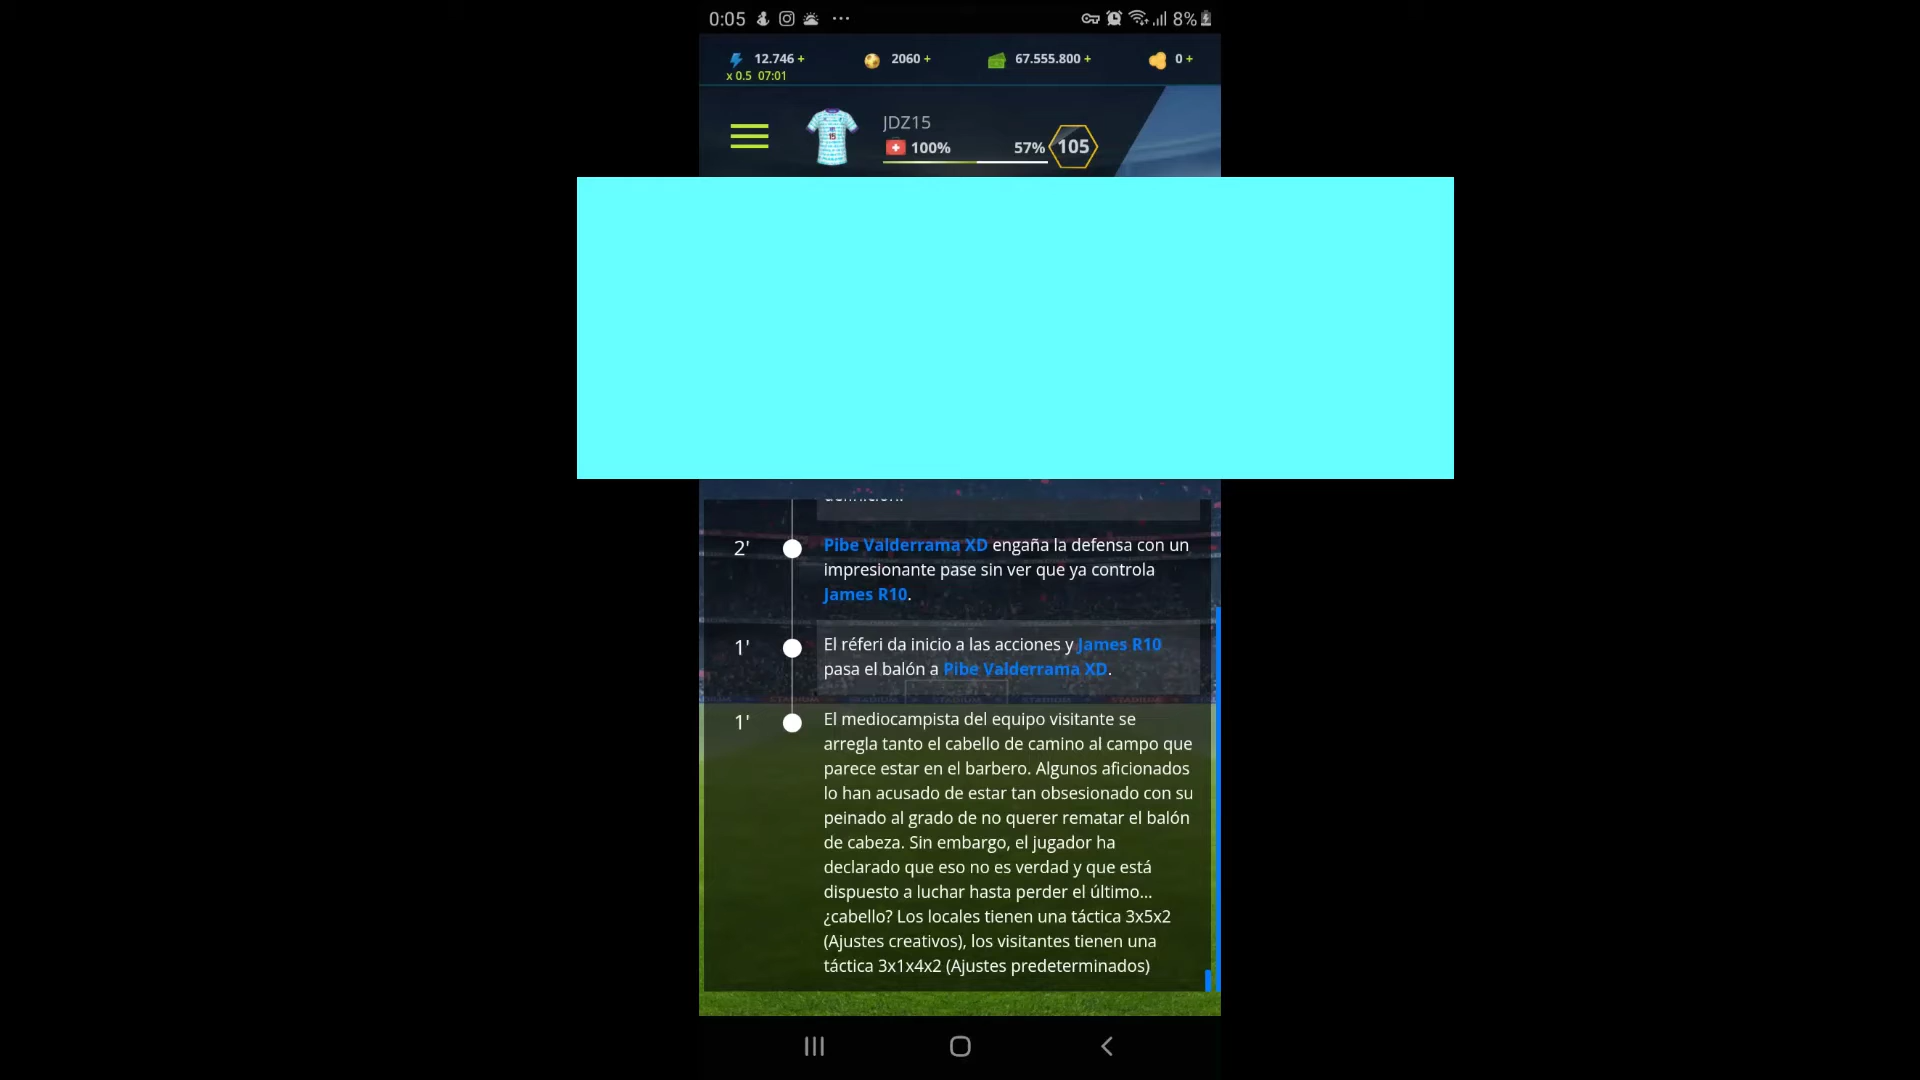 0:05 8%
12.746 + 2060 + 67.555.800 + 0 +
x 0.5 07:01
JDZ15
100% 57% 105
15
definición.
2' Pibe Valderrama XD engaña la defensa con un
impresionante pase sin ver que ya controla
James R10.
1' El réferi da inicio a las acciones y James R10
pasa el balón a Pibe Valderrama XD.
STADIUM STADIUM STADIUM
1' El mediocampista del equipo visitante se
arregla tanto el cabello de camino al campo que
parece estar en el barbero. Algunos aficionados
lo han acusado de estar tan obsesionado con su
peinado al grado de no querer rematar el balón
de cabeza. Sin embargo, el jugador ha
declarado que eso no es verdad y que está
dispuesto a luchar hasta perder el último...
¿cabello? Los locales tienen una táctica 3x5x2
(Ajustes creativos), los visitantes tienen una
táctica 3x1x4x2 (Ajustes predeterminados)